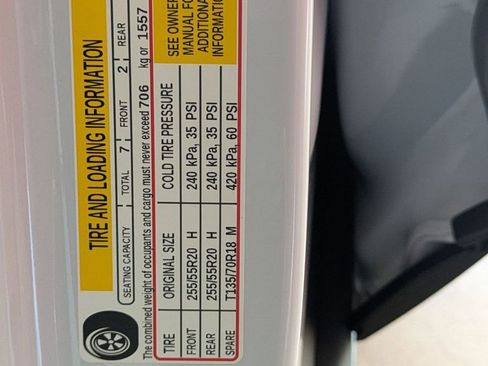 TIRE AND LOADING INFORMATION
SEATING CAPACITY TOTAL 7 FRONT 2 REAR
The combined weight of occupants and cargo must never exceed 706 kg or 1557
TIRE ORIGINAL SIZE COLD TIRE PRESSURE
FRONT 255/55R20 H 240 kPa, 35 PSI
REAR 255/55R20 H 240 kPa, 35 PSI
SPARE T135/70R18 M 420 kPa, 60 PSI
SEE OWNER
MANUAL FO
ADDITIONA
INFORMATI